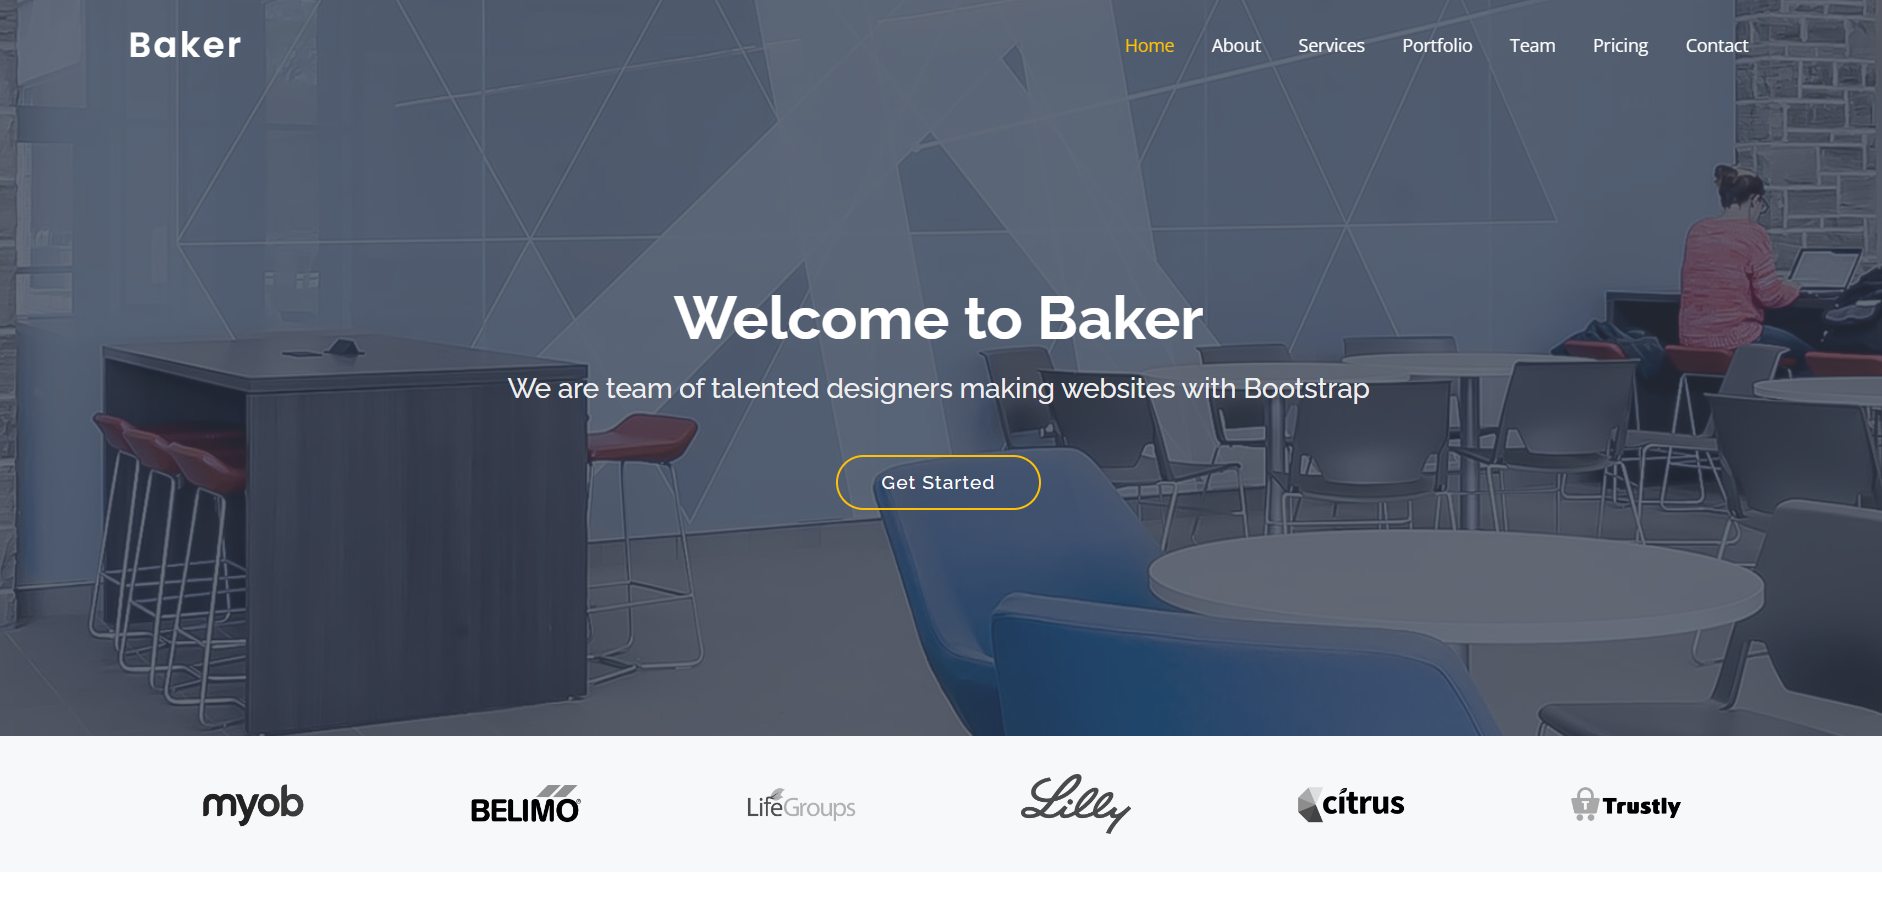 Baker
Home About Services Portfolio Team Pricing Contact
Welcome to Baker
We are team of talented designers making websites with Bootstrap
Get Started
myob
BELIMO®
LifeGroups
Lilly
cítrus
T Trustly